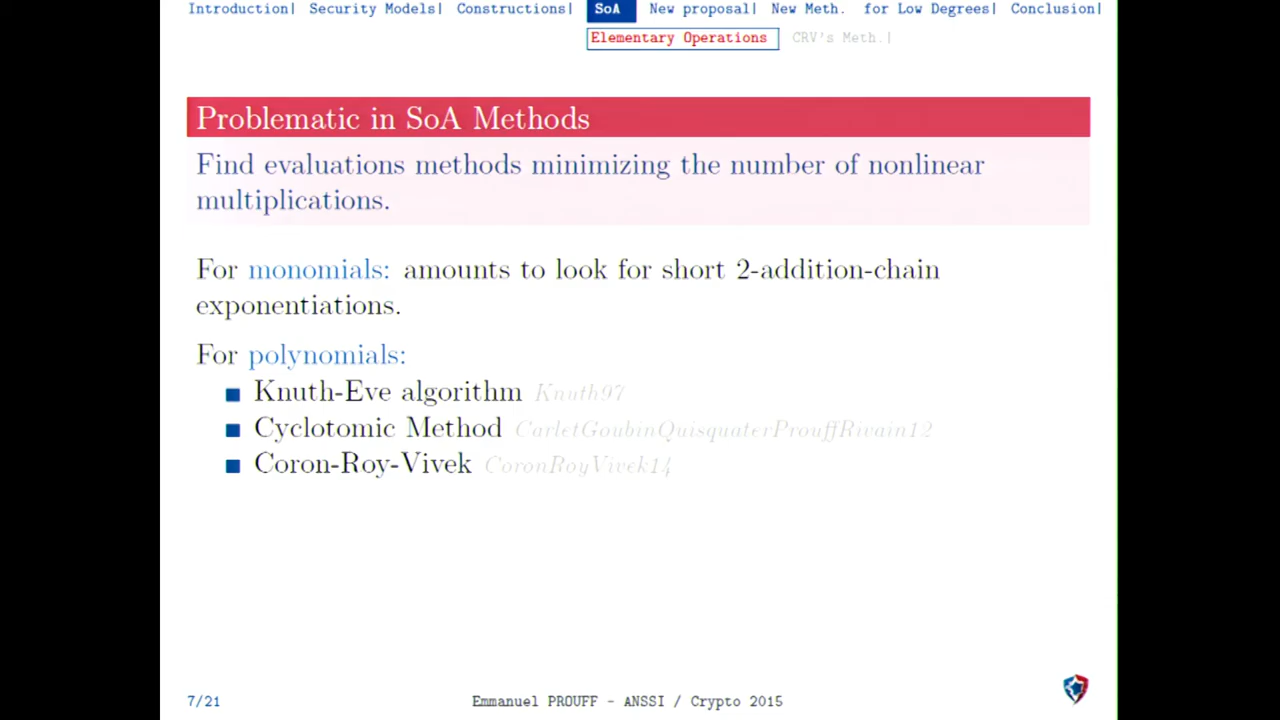 Introduction| Security Models| Constructions| SoA New proposal| New Meth. for Low Degrees| Conclusion|
Elementary Operations CRV's Meth.|
Problematic in SoA Methods
Find evaluations methods minimizing the number of nonlinear
multiplications.
For monomials: amounts to look for short 2-addition-chain
exponentiations.
For polynomials:
Knuth-Eve algorithm Knuth97
Cyclotomic Method CarletGoubinQuisquaterProuffRivain12
Coron-Roy-Vivek CoronRoyVivek14
7/21 Emmanuel PROUFF - ANSSI / Crypto 2015